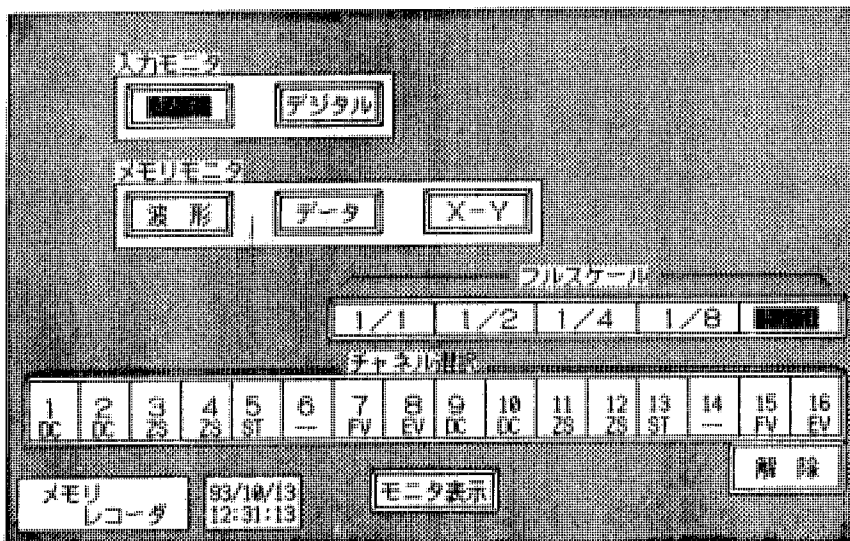 入力モニタ
デジタル
メモリモニタ
波形 データ X-Y
フルスケール
1/1 1/2 1/4 1/8
チャネル選択
1 2 3 4 5 6 7 8 9 10 11 12 13 14 15 16
DC DC ZS ZS ST -- FV EV DC DC ZS ZS ST -- FV EV
解除
メモリ
レコーダ
93/10/13
12:31:13
モニタ表示